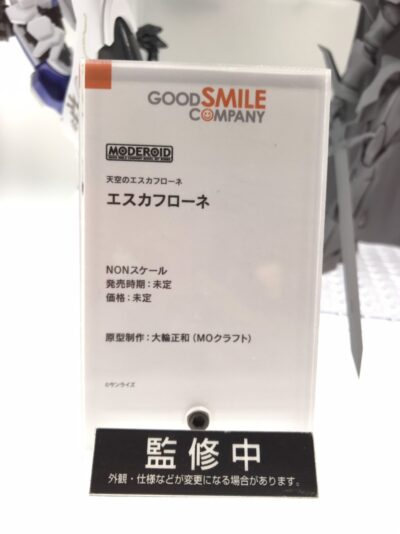 GOOD SMILE
COMPANY
MODEROID
天空のエスカフローネ
エスカフローネ
NONスケール
発売時期：未定
価格：未定
原型制作：大輪正和（MOクラフト）
©サンライズ
監修中
外観・仕様などが変更になる場合があります。